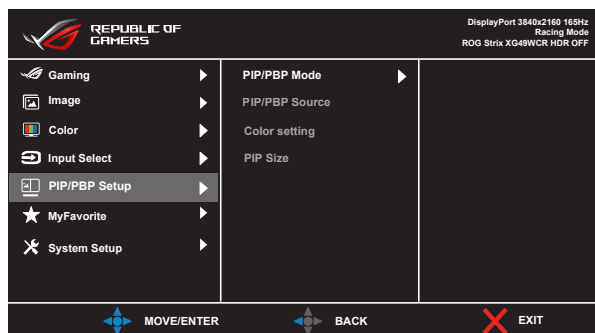 REPUBLIC OF
GAMERS
DisplayPort 3840x2160 165Hz
Racing Mode
ROG Strix XG49WCR HDR OFF
Gaming
Image
Color
Input Select
PIP/PBP Setup
MyFavorite
System Setup
PIP/PBP Mode
PIP/PBP Source
Color setting
PIP Size
MOVE/ENTER
BACK
EXIT